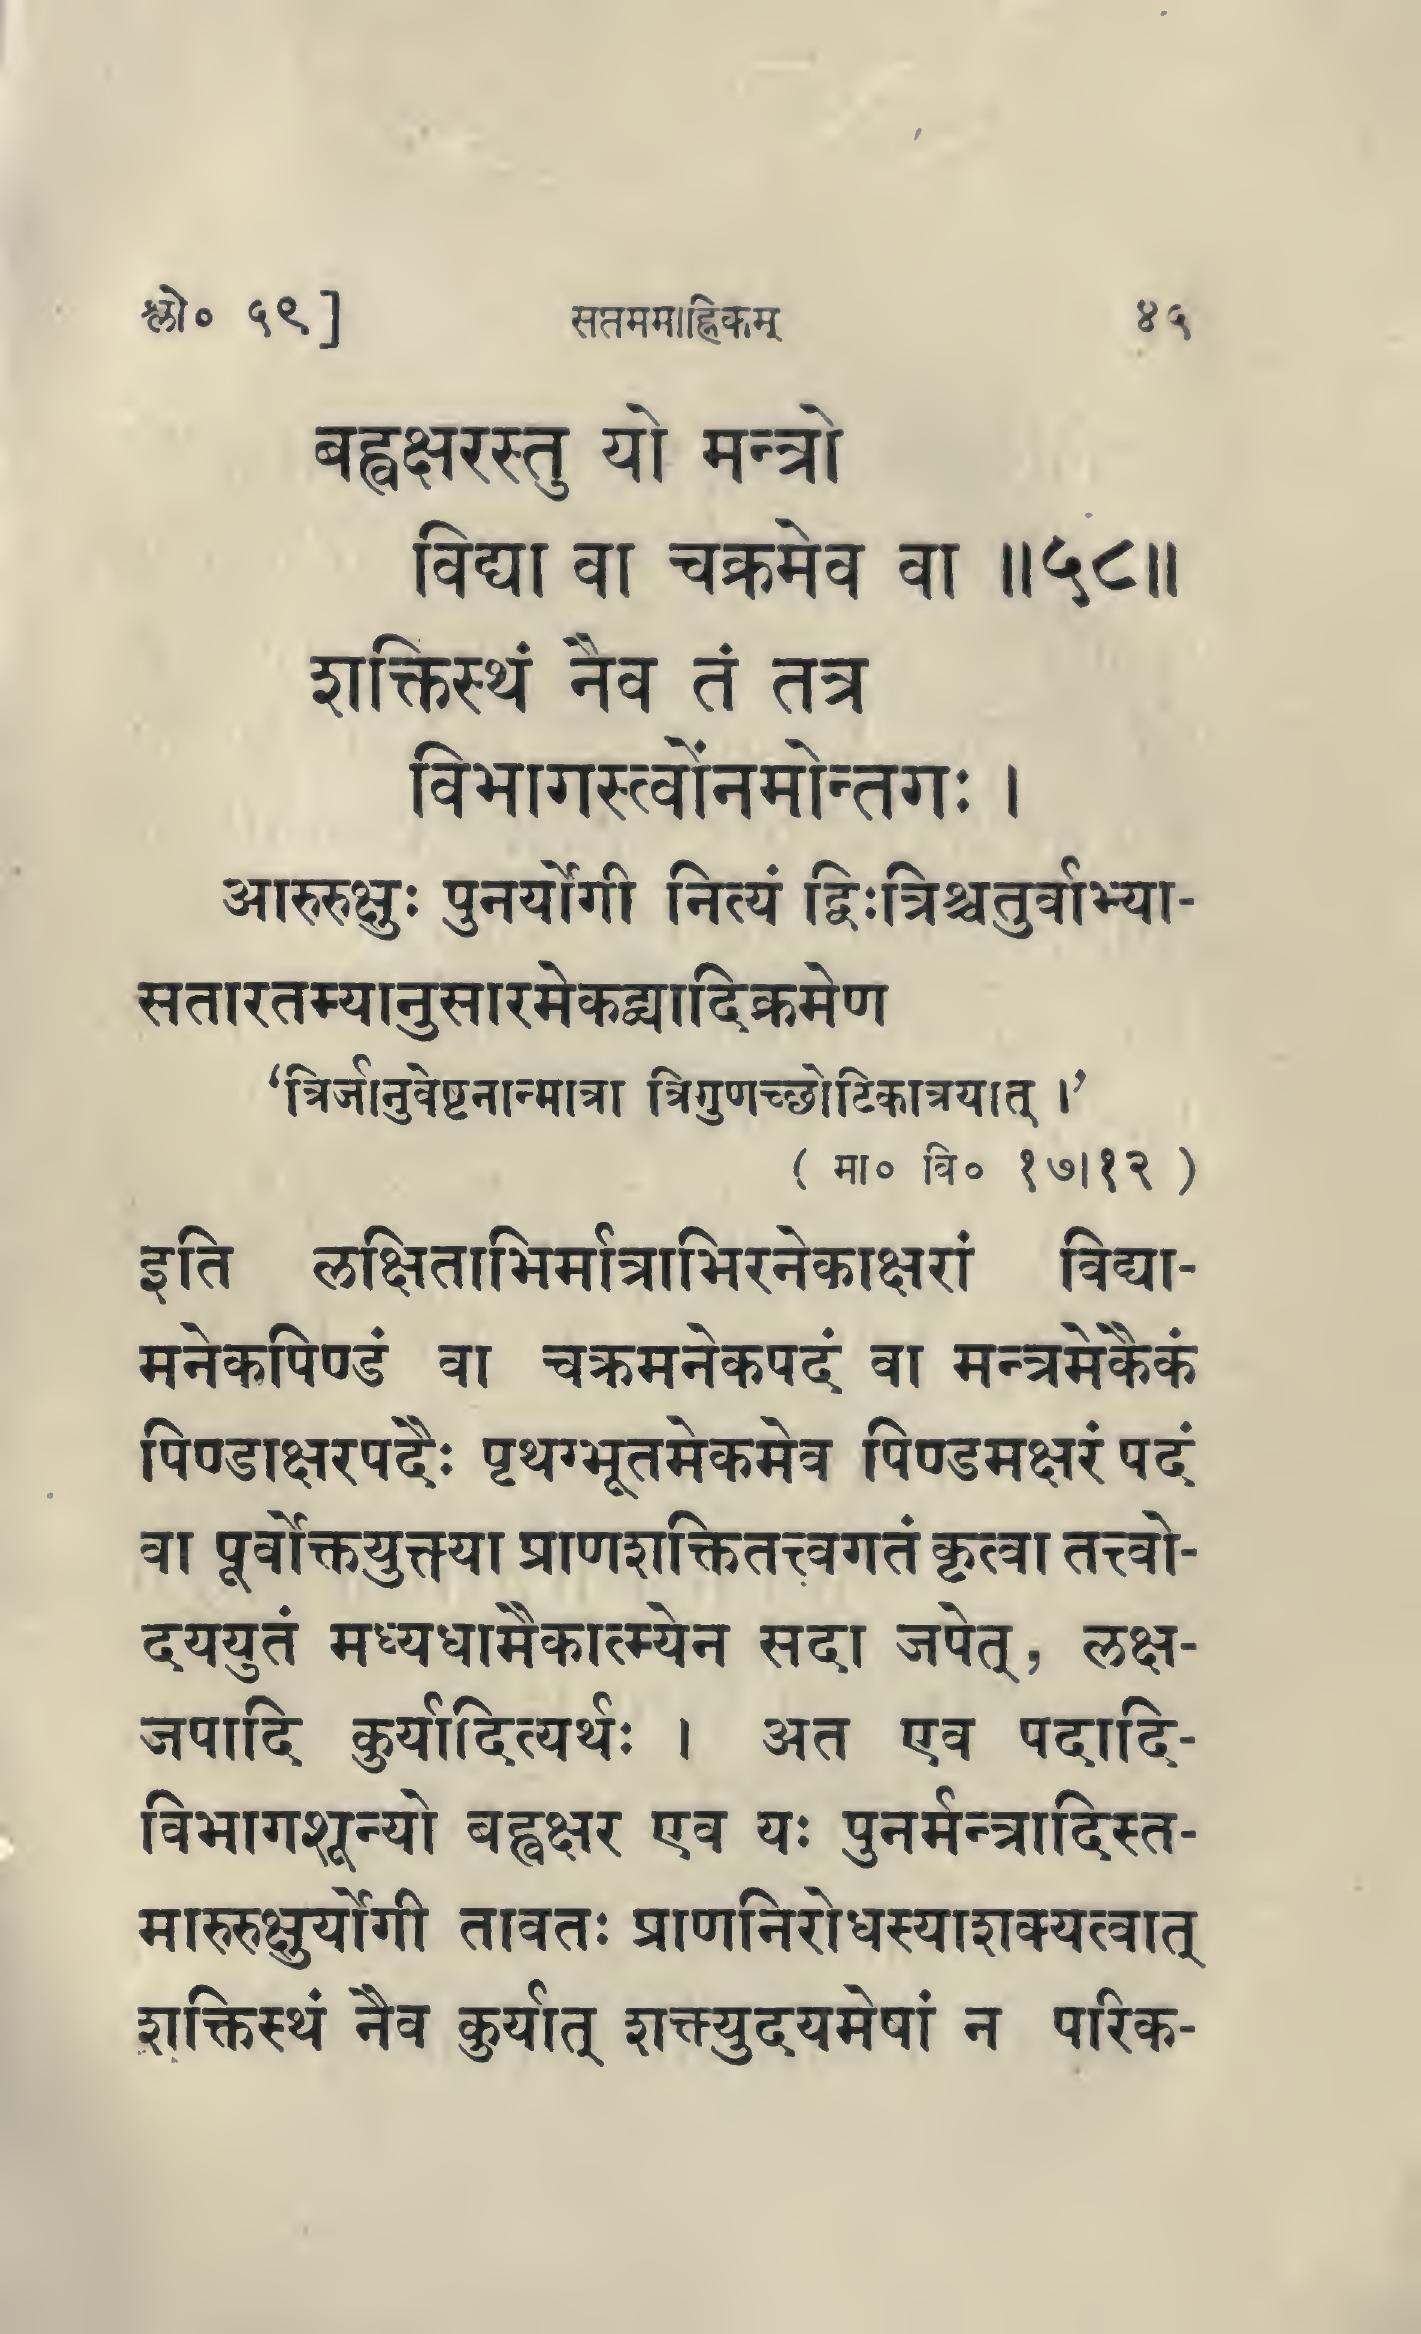 श्लो० ५९] सप्तममाह्निकम् ४५
बह्वक्षरस्तु यो मन्त्रो
विद्या वा चक्रमेव वा ॥५८॥
शक्तिस्थं नैव तं तत्र
विभागस्त्वोंनमोन्तगः ।
आरुरुक्षुः पुनर्योगी नित्यं द्विःत्रिश्चतुर्वाभ्या-
सतारतम्यानुसारमेकद्व्यादिक्रमेण
‘त्रिर्जानुवेष्टनान्मात्रा त्रिगुणच्छोटिकात्रयात् ।’
( मा० वि० १७।१२ )
इति लक्षिताभिर्मात्राभिरनेकाक्षरां विद्या-
मनेकपिण्डं वा चक्रमनेकपदं वा मन्त्रमेकैकं
पिण्डाक्षरपदैः पृथग्भूतमेकमेव पिण्डमक्षरं पदं
वा पूर्वोक्तयुक्त्या प्राणशक्तितत्त्वगतं कृत्वा तत्त्वो-
दययुतं मध्यधामैकात्म्येन सदा जपेत्, लक्ष-
जपादि कुर्यादित्यर्थः । अत एव पदादि-
विभागशून्यो बह्वक्षर एव यः पुनर्मन्त्रादिस्त-
मारुरुक्षुर्योगी तावतः प्राणनिरोधस्याशक्यत्वात्
शक्तिस्थं नैव कुर्यात् शक्त्युदयमेषां न परिक-